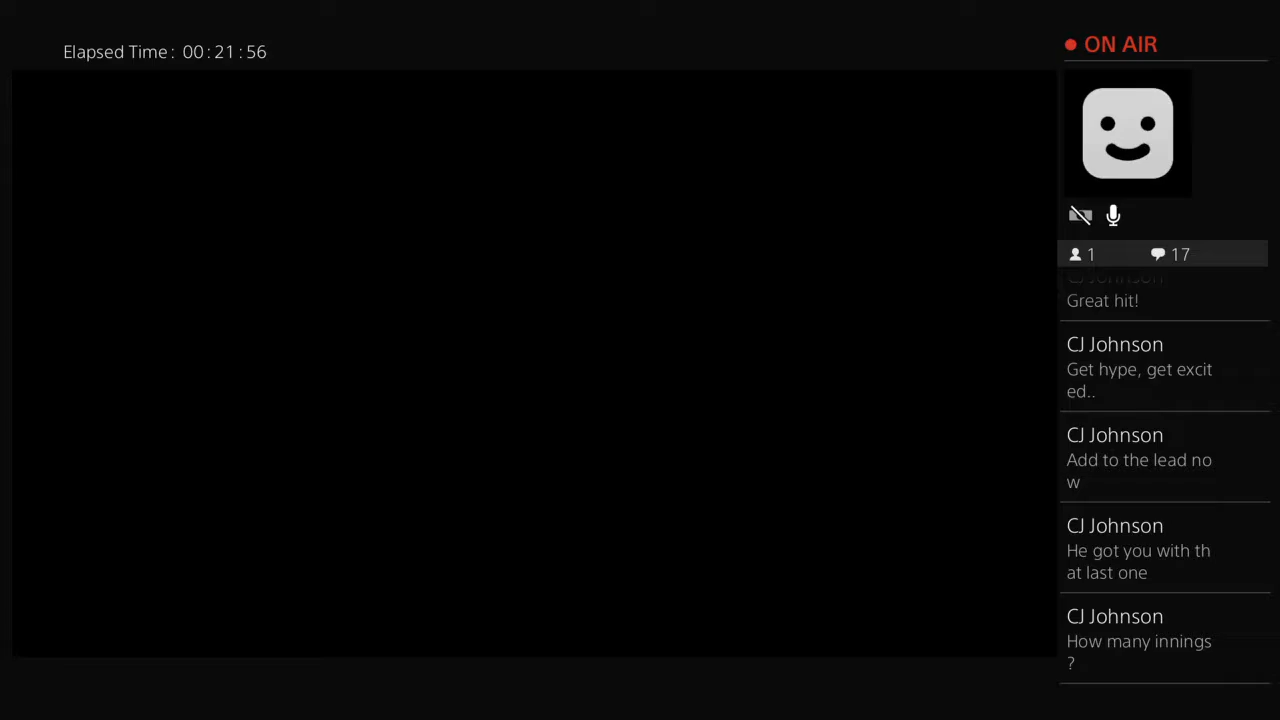 Elapsed Time: 00:21:56
ON AIR
1 17
CJ Johnson
Great hit!
CJ Johnson
Get hype, get excit
ed..
CJ Johnson
Add to the lead no
w
CJ Johnson
He got you with th
at last one
CJ Johnson
How many innings
?